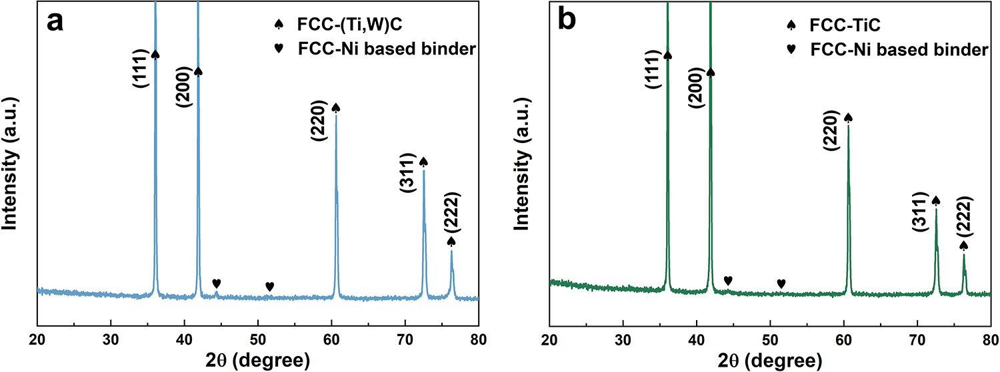 a
♠ FCC-(Ti,W)C
♥ FCC-Ni based binder
(111)
(200)
(220)
(311)
(222)
Intensity (a.u.)
20 30 40 50 60 70 80
2θ (degree)
b
♠ FCC-TiC
♥ FCC-Ni based binder
(111)
(200)
(220)
(311)
(222)
Intensity (a.u.)
20 30 40 50 60 70 80
2θ (degree)